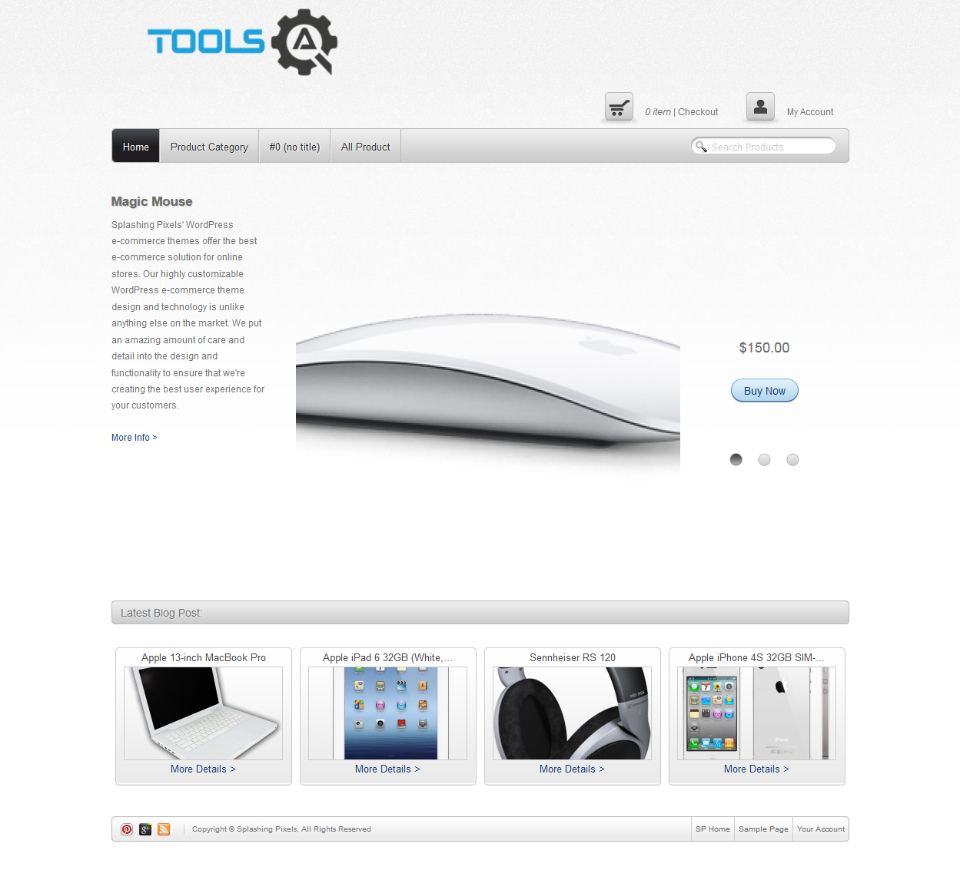 TOOLS QA
0 item | Checkout
My Account
Home
Product Category
#0 (no title)
All Product
Search Products
Magic Mouse
Splashing Pixels' WordPress
e-commerce themes offer the best
e-commerce solution for online
stores. Our highly customizable
WordPress e-commerce theme
design and technology is unlike
anything else on the market. We put
an amazing amount of care and
detail into the design and
functionality to ensure that we're
creating the best user experience for
your customers.
More Info >
$150.00
Buy Now
Latest Blog Post
Apple 13-inch MacBook Pro
More Details >
Apple iPad 6 32GB (White,...
More Details >
Sennheiser RS 120
More Details >
Apple iPhone 4S 32GB SIM-...
More Details >
Copyright © Splashing Pixels. All Rights Reserved
SP Home
Sample Page
Your Account